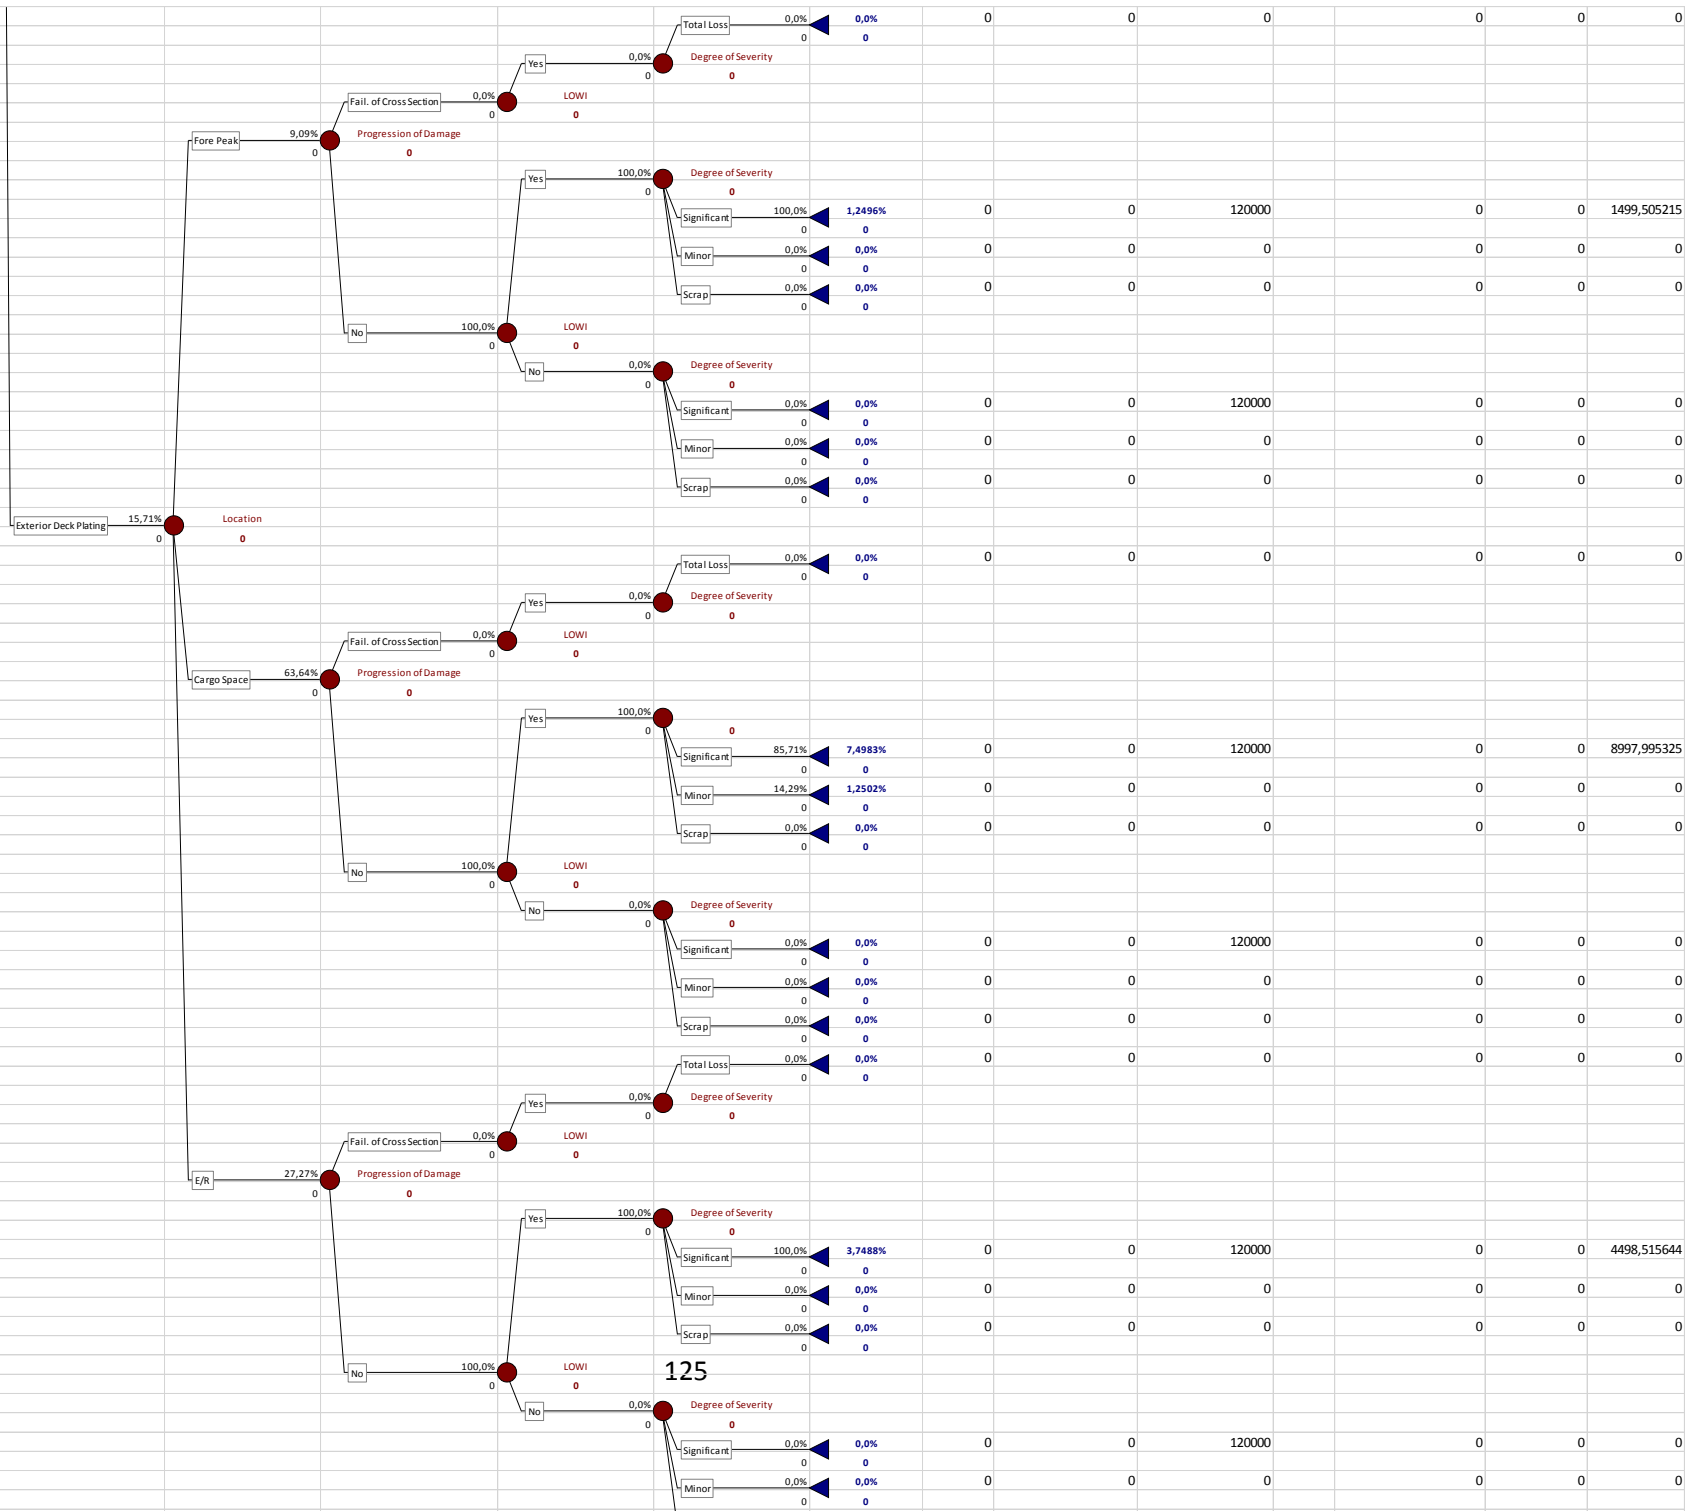 Total Loss 0,0% 0,0% 0 0 0 0 0 0
0 0
Yes 0,0% Degree of Severity
0 0
Fail. of Cross Section 0,0% LOWI
0 0
Fore Peak 9,09% Progression of Damage
0 0
Yes 100,0% Degree of Severity
0 0
Significant 100,0% 1,2496% 0 0 120000 0 0 1499,505215
0 0
Minor 0,0% 0,0% 0 0 0 0 0 0
0 0
Scrap 0,0% 0,0% 0 0 0 0 0 0
0 0
No 100,0% LOWI
0 0
No 0,0% Degree of Severity
0 0
Significant 0,0% 0,0% 0 0 120000 0 0 0
0 0
Minor 0,0% 0,0% 0 0 0 0 0 0
0 0
Scrap 0,0% 0,0% 0 0 0 0 0 0
0 0
Exterior Deck Plating 15,71% Location
0 0
Total Loss 0,0% 0,0% 0 0 0 0 0 0
0 0
Yes 0,0% Degree of Severity
0 0
Fail. of Cross Section 0,0% LOWI
0 0
Cargo Space 63,64% Progression of Damage
0 0
Yes 100,0%
0 0
Significant 85,71% 7,4983% 0 0 120000 0 0 8997,995325
0 0
Minor 14,29% 1,2502% 0 0 0 0 0 0
0 0
Scrap 0,0% 0,0% 0 0 0 0 0 0
0 0
No 100,0% LOWI
0 0
No 0,0% Degree of Severity
0 0
Significant 0,0% 0,0% 0 0 120000 0 0 0
0 0
Minor 0,0% 0,0% 0 0 0 0 0 0
0 0
Scrap 0,0% 0,0% 0 0 0 0 0 0
0 0
Total Loss 0,0% 0,0% 0 0 0 0 0 0
0 0
Yes 0,0% Degree of Severity
0 0
Fail. of Cross Section 0,0% LOWI
0 0
E/R 27,27% Progression of Damage
0 0
Yes 100,0% Degree of Severity
0 0
Significant 100,0% 3,7488% 0 0 120000 0 0 4498,515644
0 0
Minor 0,0% 0,0% 0 0 0 0 0 0
0 0
Scrap 0,0% 0,0% 0 0 0 0 0 0
0 0
No 100,0% LOWI 125
0 0
No 0,0% Degree of Severity
0 0
Significant 0,0% 0,0% 0 0 120000 0 0 0
0 0
Minor 0,0% 0,0% 0 0 0 0 0 0
0 0